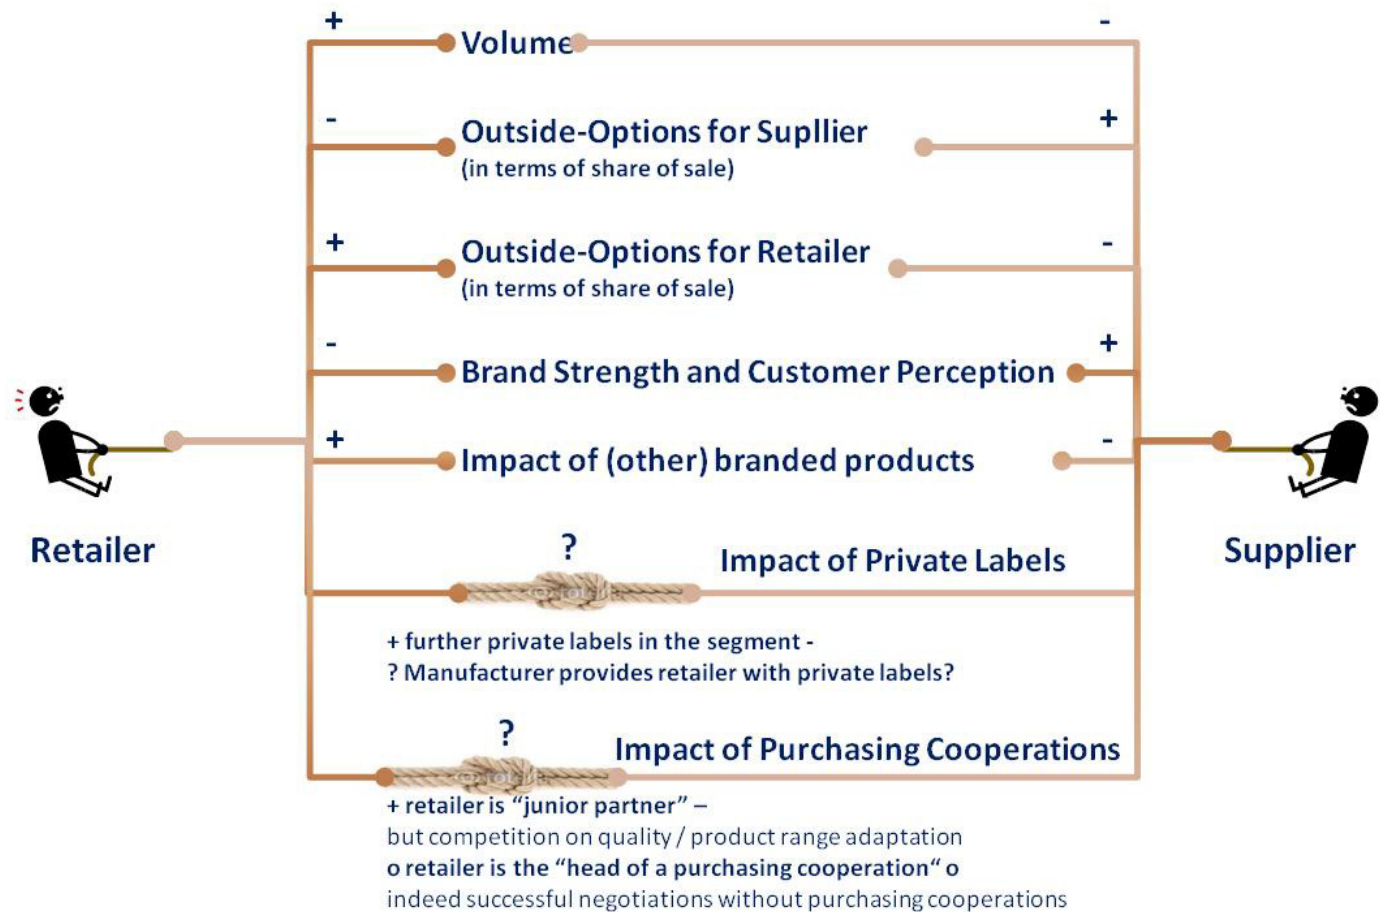 + -
Volume
- +
Outside-Options for Supllier
(in terms of share of sale)
+ -
Outside-Options for Retailer
(in terms of share of sale)
- +
Brand Strength and Customer Perception
+ -
Impact of (other) branded products
Retailer
Supplier
?
Impact of Private Labels
+ further private labels in the segment -
? Manufacturer provides retailer with private labels?
?
Impact of Purchasing Cooperations
+ retailer is “junior partner” –
but competition on quality / product range adaptation
o retailer is the “head of a purchasing cooperation“ o
indeed successful negotiations without purchasing cooperations